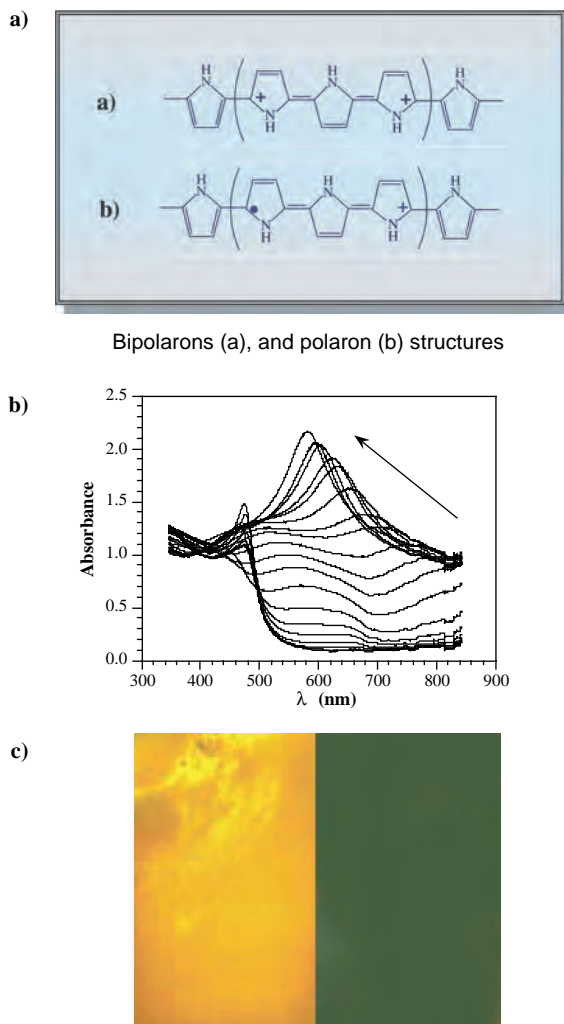 a)
a)
H
N
H
N
H
N
+
+
N
H
N
H
b)
H
N
H
N
H
N
•
+
N
H
N
H
Bipolarons (a), and polaron (b) structures
b)
2.5
2.0
1.5
1.0
0.5
0.0
Absorbance
300 400 500 600 700 800 900
λ (nm)
c)